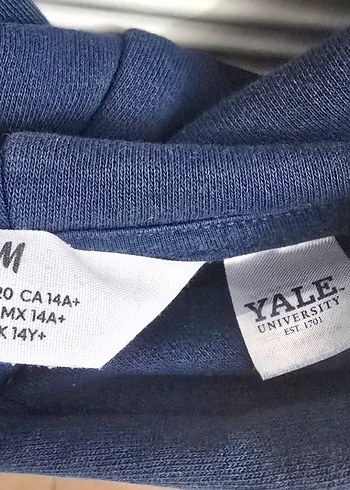 M
20 CA 14A+
MX 14A+
K 14Y+
YALE
UNIVERSITY
EST. 1701